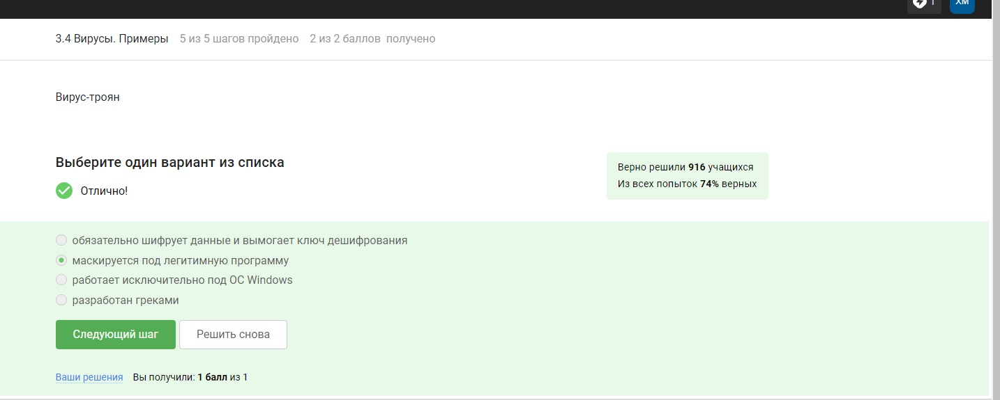 1
XM
3.4 Вирусы. Примеры 5 из 5 шагов пройдено 2 из 2 баллов получено
Вирус-троян
Выберите один вариант из списка
Отлично!
Верно решили 916 учащихся
Из всех попыток 74% верных
обязательно шифрует данные и вымогает ключ дешифрования
маскируется под легитимную программу
работает исключительно под ОС Windows
разработан греками
Следующий шаг Решить снова
Ваши решения Вы получили: 1 балл из 1